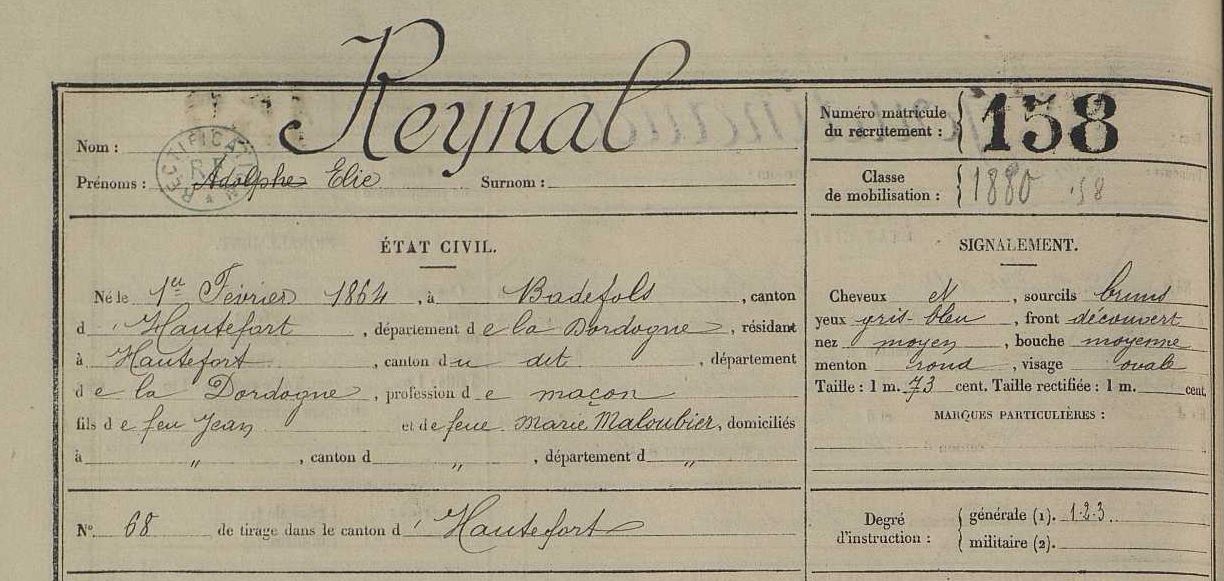 Reynal
Nom :
Prénoms : Adolphe Elie Surnom :
RECTIFICATION
R F
Numéro matricule
du recrutement : 158
Classe
de mobilisation : 1880 158
ÉTAT CIVIL.
Né le 1er Février 1864, à Badefols, canton
d'Hautefort, département de la Dordogne, résidant
à Hautefort, canton du dit, département
de la Dordogne, profession de maçon
fils de feu Jean et de feue Marie Maloubier, domiciliés
à „ , canton d „ , département d „
N° 68 de tirage dans le canton d'Hautefort
SIGNALEMENT.
Cheveux N, sourcils bruns
yeux gris-bleu, front découvert
nez moyen, bouche moyenne
menton rond, visage ovale
Taille : 1 m. 73 cent. Taille rectifiée : 1 m. cent.
MARQUES PARTICULIÈRES :
Degré
d'instruction :
générale (1). 1.2.3.
militaire (2).